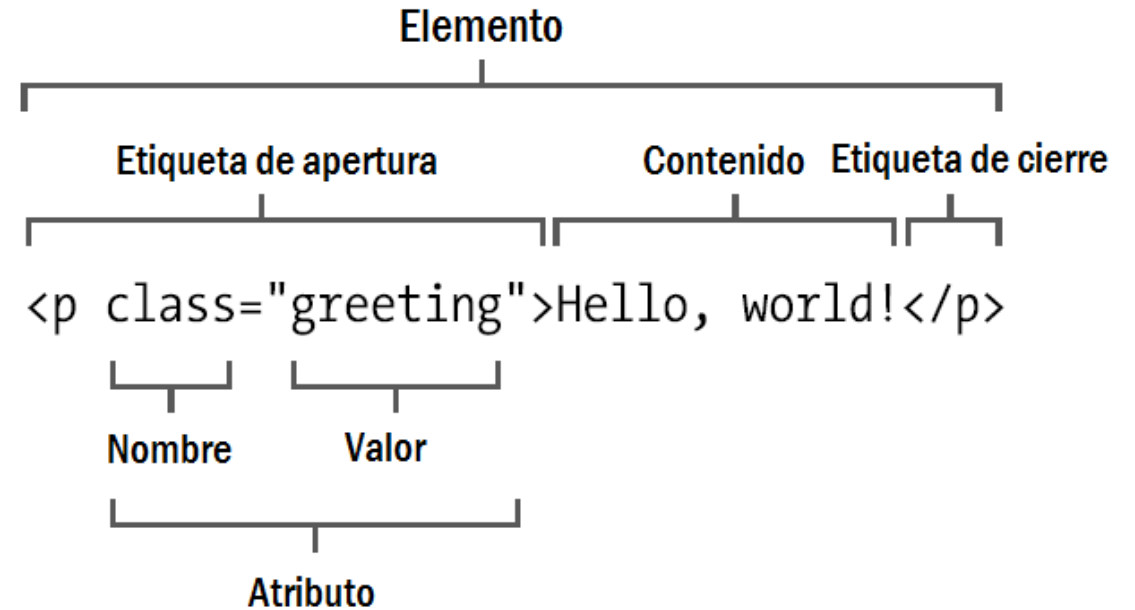 Elemento
Etiqueta de apertura Contenido Etiqueta de cierre
<p class="greeting">Hello, world!</p>
Nombre Valor
Atributo